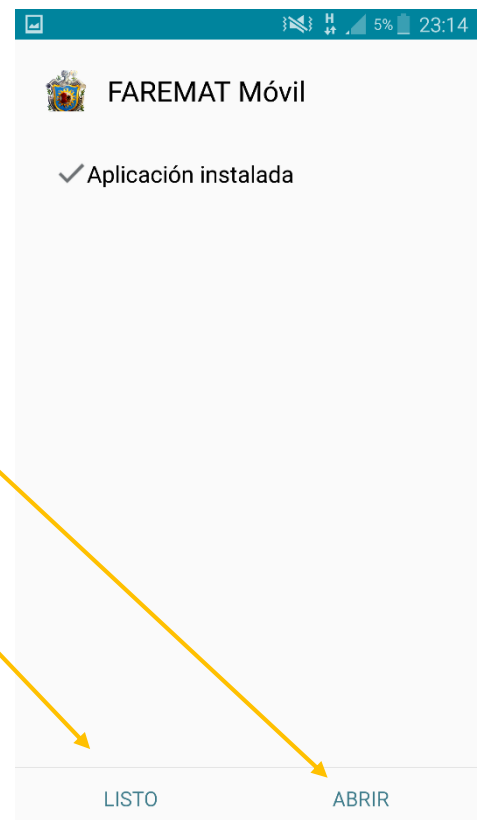 H
5%
23:14
FAREMAT Móvil
Aplicación instalada
LISTO
ABRIR